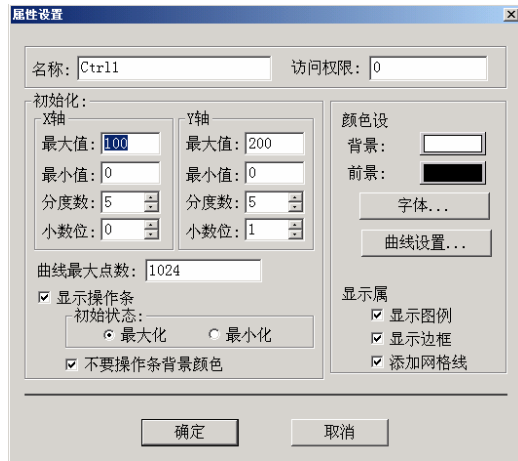 属性设置
名称: Ctrl1 访问权限: 0
初始化:
X轴 Y轴
最大值: 100 最大值: 200
最小值: 0 最小值: 0
分度数: 5 分度数: 5
小数位: 0 小数位: 1
曲线最大点数: 1024
显示操作条
初始状态:
最大化 最小化
不要操作条背景颜色
颜色设
背景:
前景:
字体...
曲线设置...
显示属
显示图例
显示边框
添加网格线
确定 取消